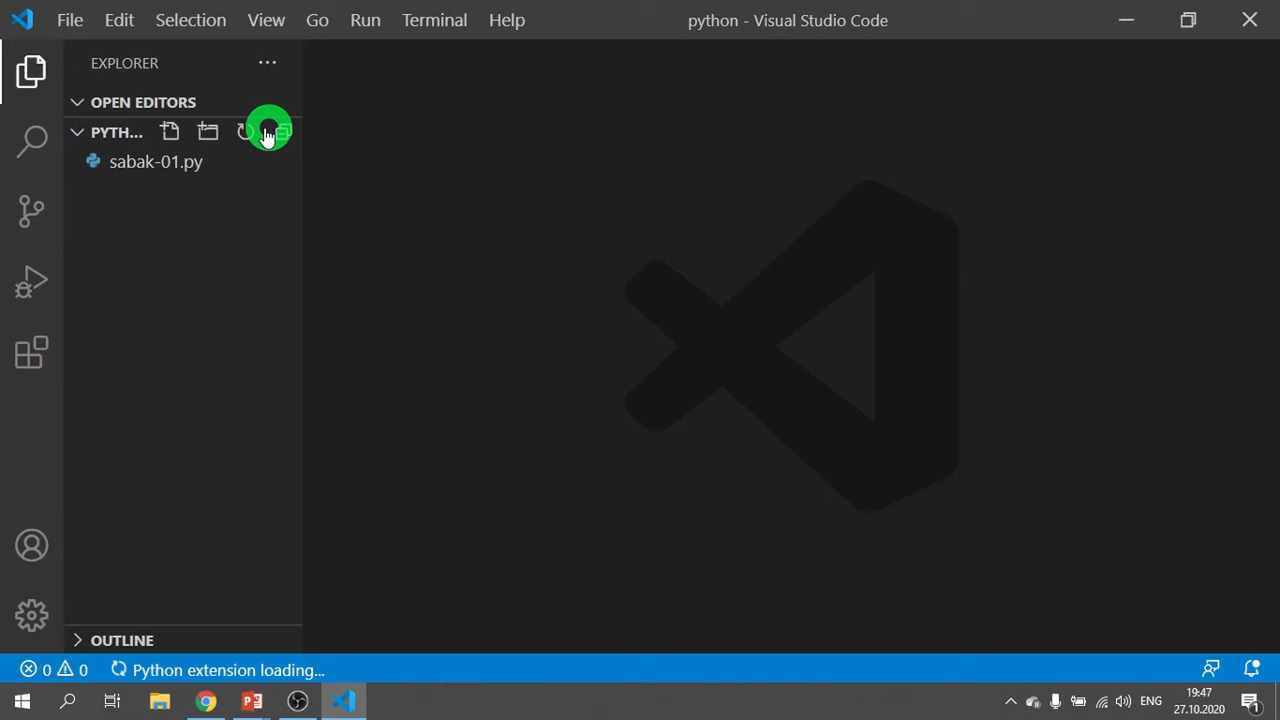 File Edit Selection View Go Run Terminal Help
python - Visual Studio Code
EXPLORER
OPEN EDITORS
PYTH...
sabak-01.py
OUTLINE
0 0 Python extension loading...
ENG
19:47
27.10.2020
1